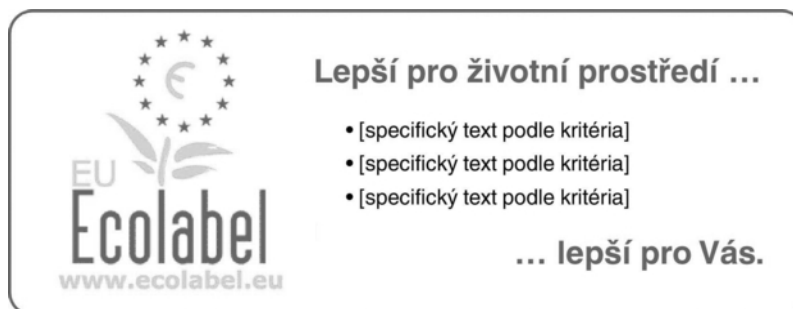 Lepší pro životní prostředí ...
• [specifický text podle kritéria]
• [specifický text podle kritéria]
• [specifický text podle kritéria]
... lepší pro Vás.
EU
Ecolabel
www.ecolabel.eu